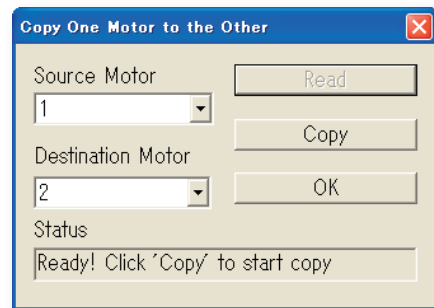 Copy One Motor to the Other
Source Motor
Read
1
Copy
Destination Motor
2
OK
Status
Ready! Click 'Copy' to start copy